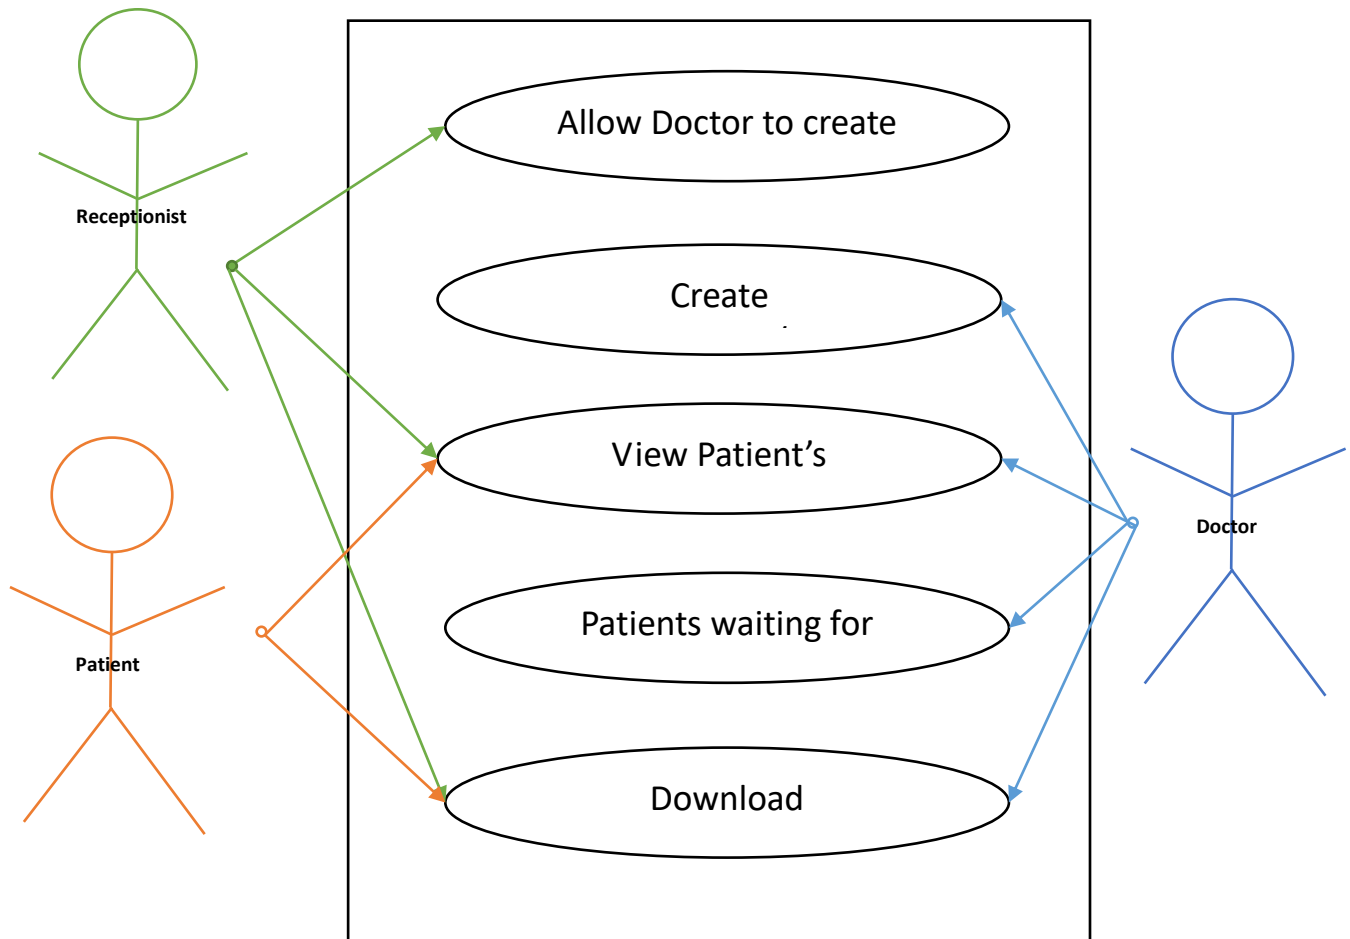 Allow Doctor to create
Receptionist
Create
View Patient’s
Doctor
Patients waiting for
Patient
Download